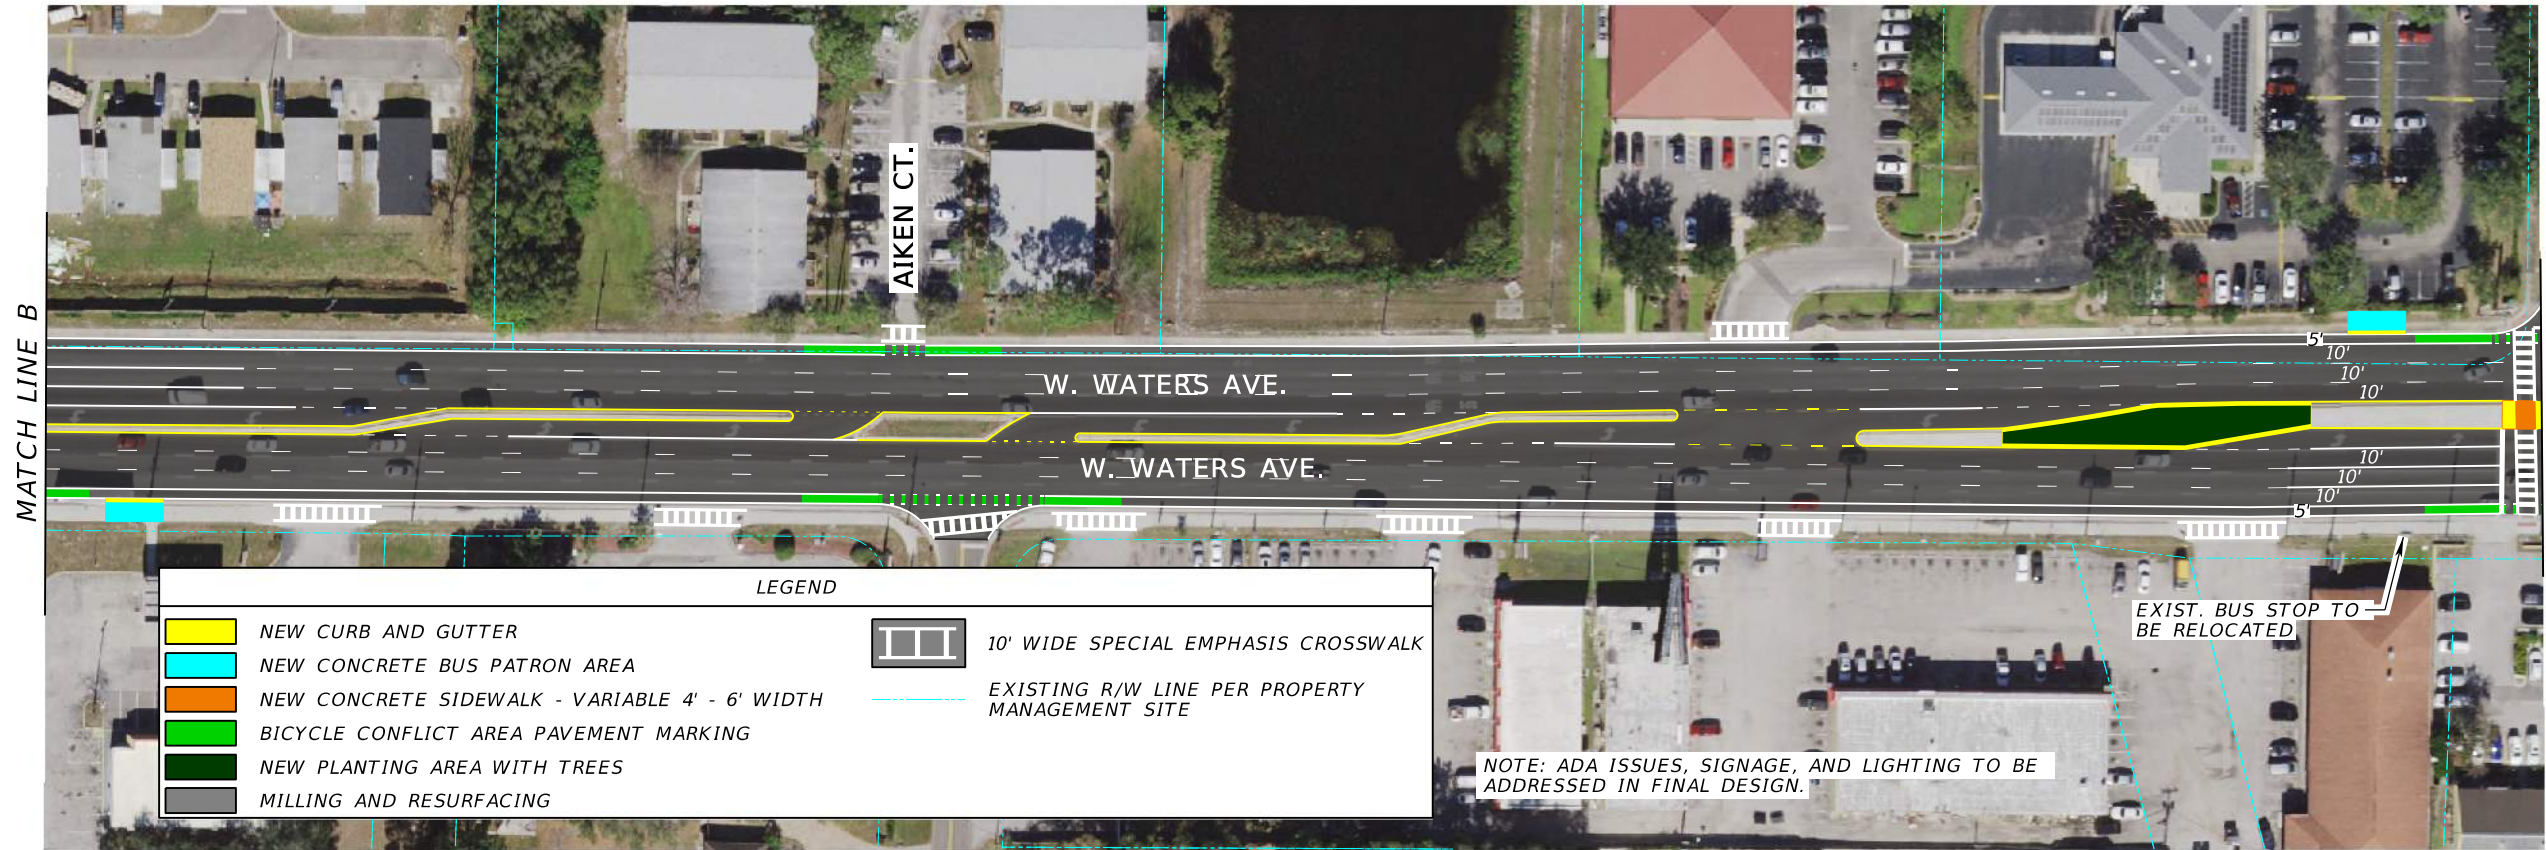 MATCH LINE B
AIKEN CT.
W. WATERS AVE.
W. WATERS AVE.
5'
10'
10'
10'
10'
10'
10'
5'
EXIST. BUS STOP TO
BE RELOCATED
LEGEND
NEW CURB AND GUTTER
NEW CONCRETE BUS PATRON AREA
NEW CONCRETE SIDEWALK - VARIABLE 4' - 6' WIDTH
BICYCLE CONFLICT AREA PAVEMENT MARKING
NEW PLANTING AREA WITH TREES
MILLING AND RESURFACING
10' WIDE SPECIAL EMPHASIS CROSSWALK
EXISTING R/W LINE PER PROPERTY
MANAGEMENT SITE
NOTE: ADA ISSUES, SIGNAGE, AND LIGHTING TO BE
ADDRESSED IN FINAL DESIGN.